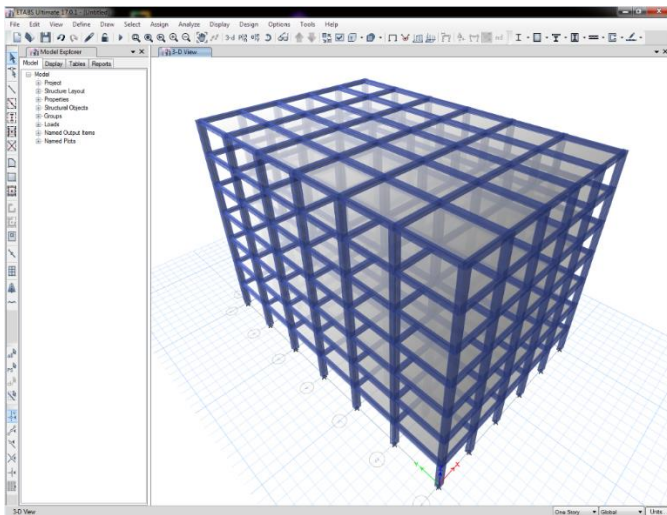 ETABS Ultimate 17.0.1 - (Untitled)
File Edit View Define Draw Select Assign Analyze Display Design Options Tools Help
Model Explorer
Model Display Tables Reports
Model
Project
Structure Layout
Properties
Structural Objects
Groups
Loads
Named Output Items
Named Plots
3-D View
X
3-D View
One Story Global Units